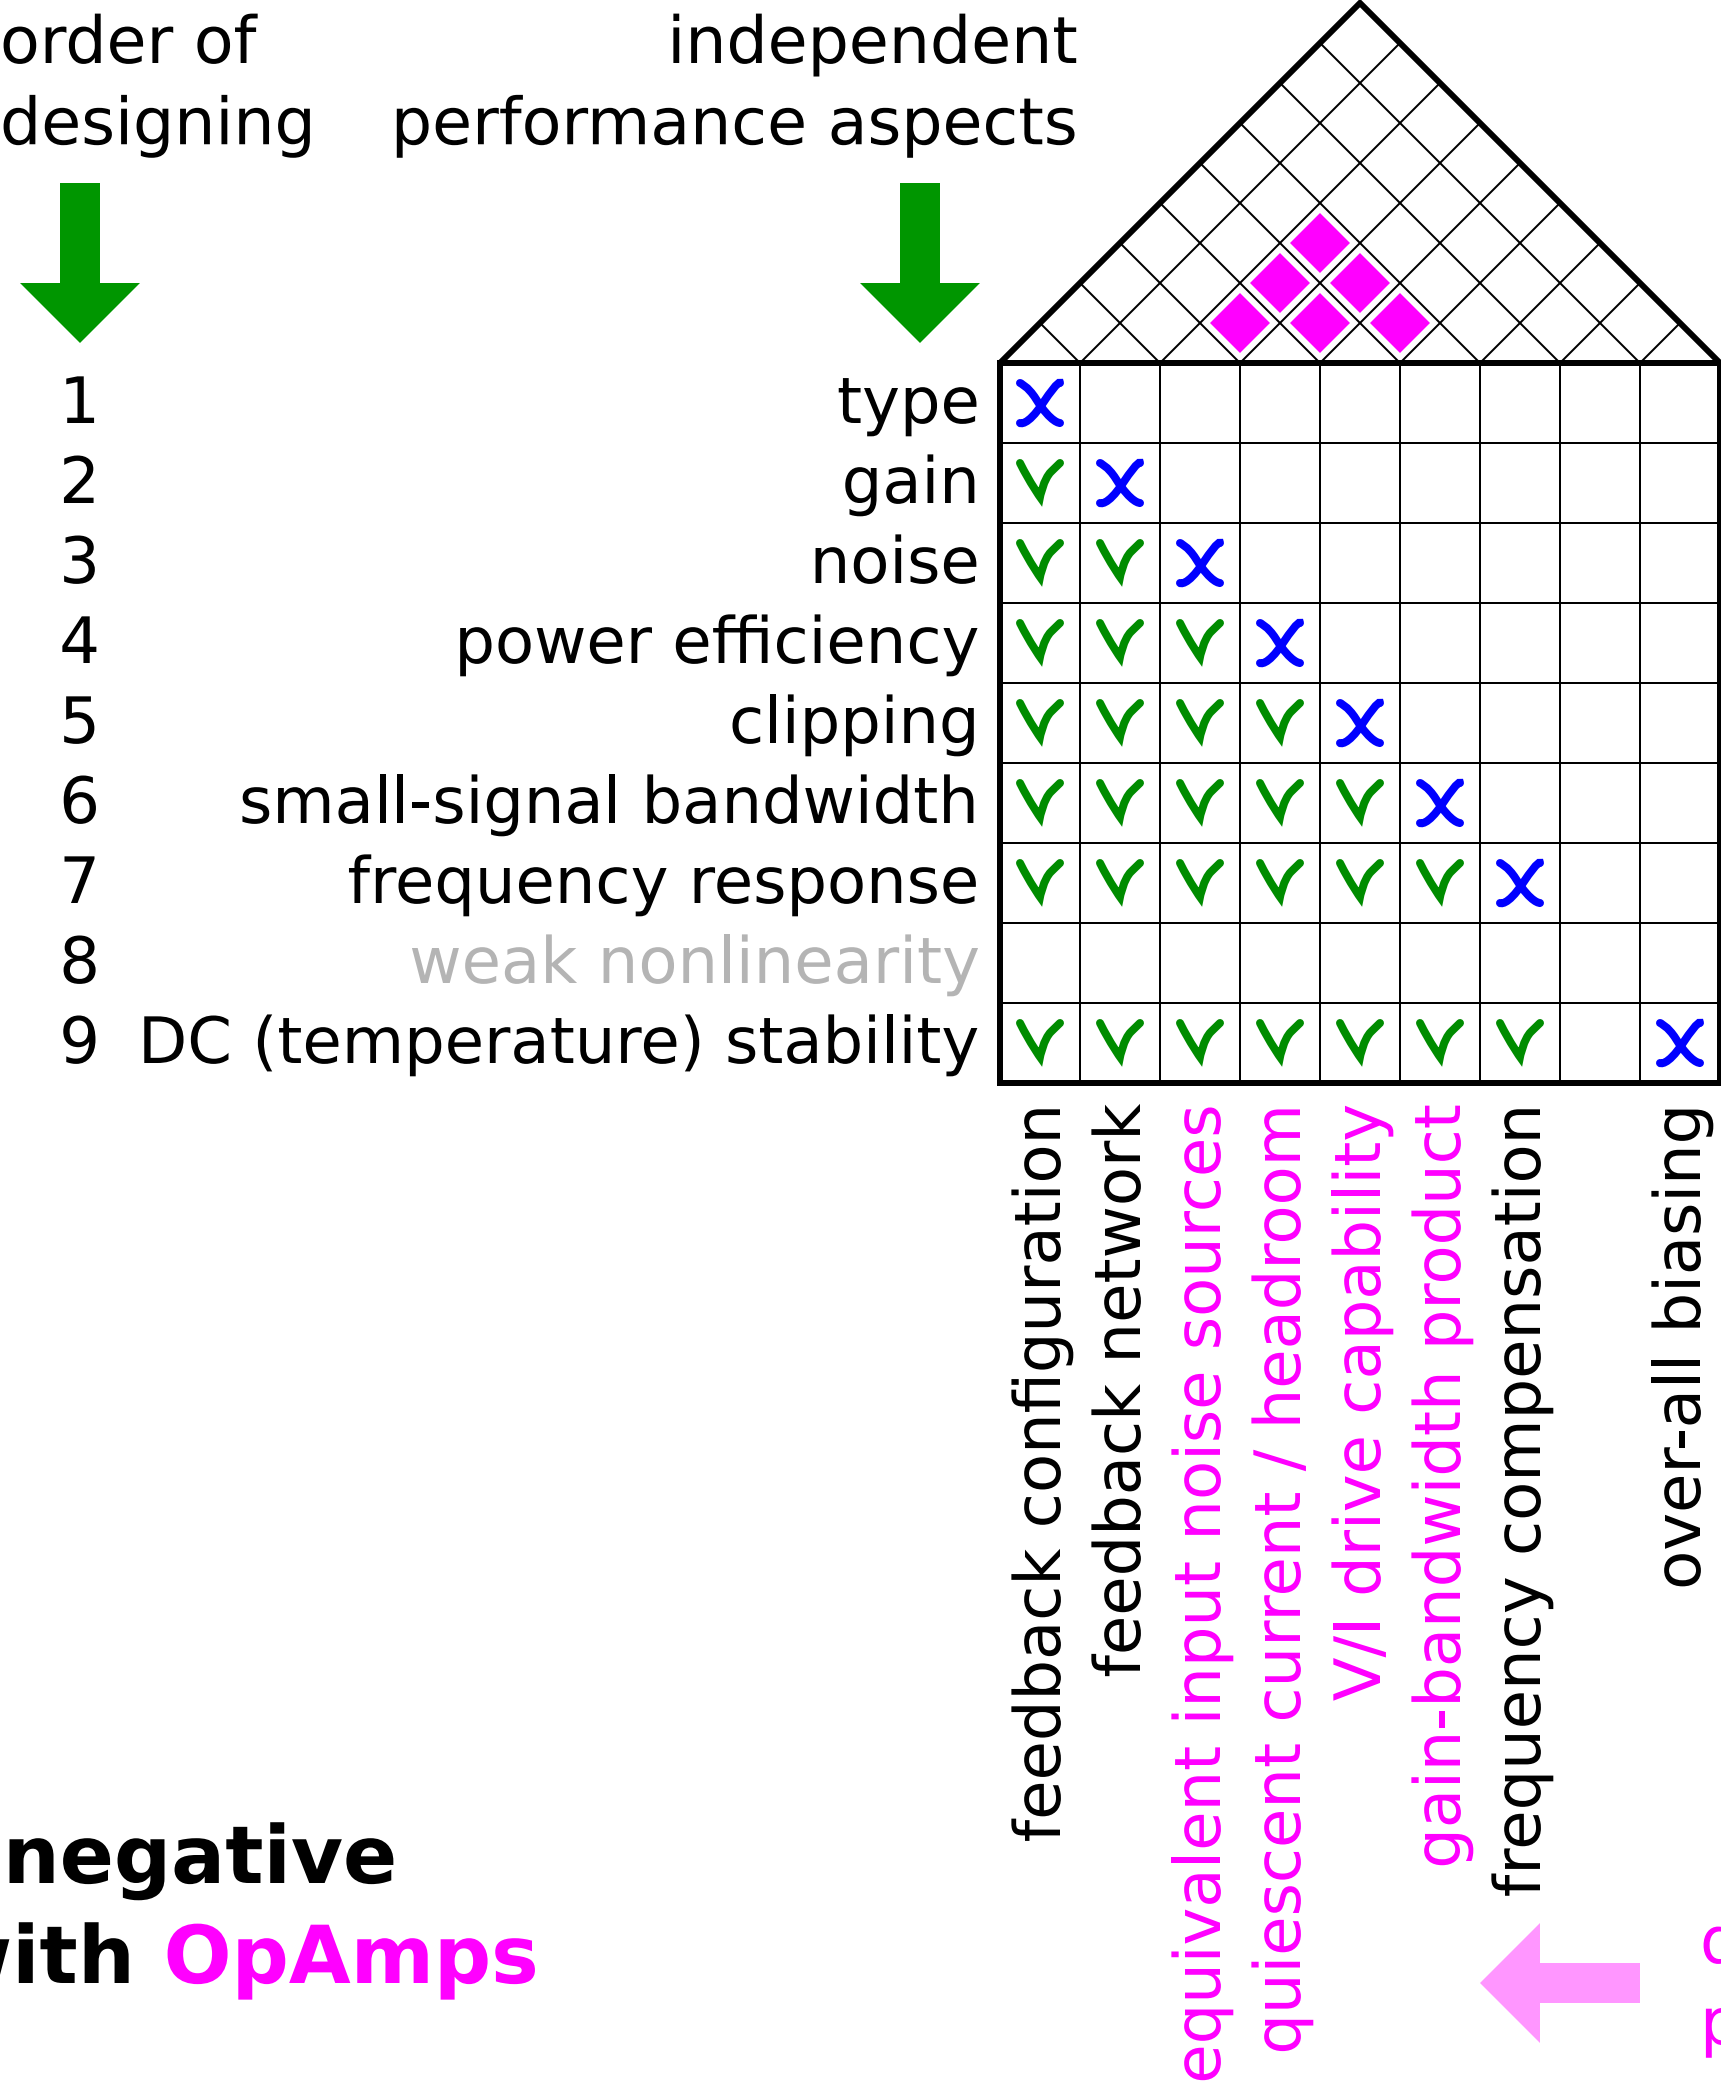 order of
designing
independent
performance aspects
1 type
2 gain
3 noise
4 power efficiency
5 clipping
6 small-signal bandwidth
7 frequency response
8 weak nonlinearity
9 DC (temperature) stability
feedback configuration
feedback network
equivalent input noise sources
quiescent current / headroom
V/I drive capability
gain-bandwidth product
frequency compensation
over-all biasing
negative
with OpAmps